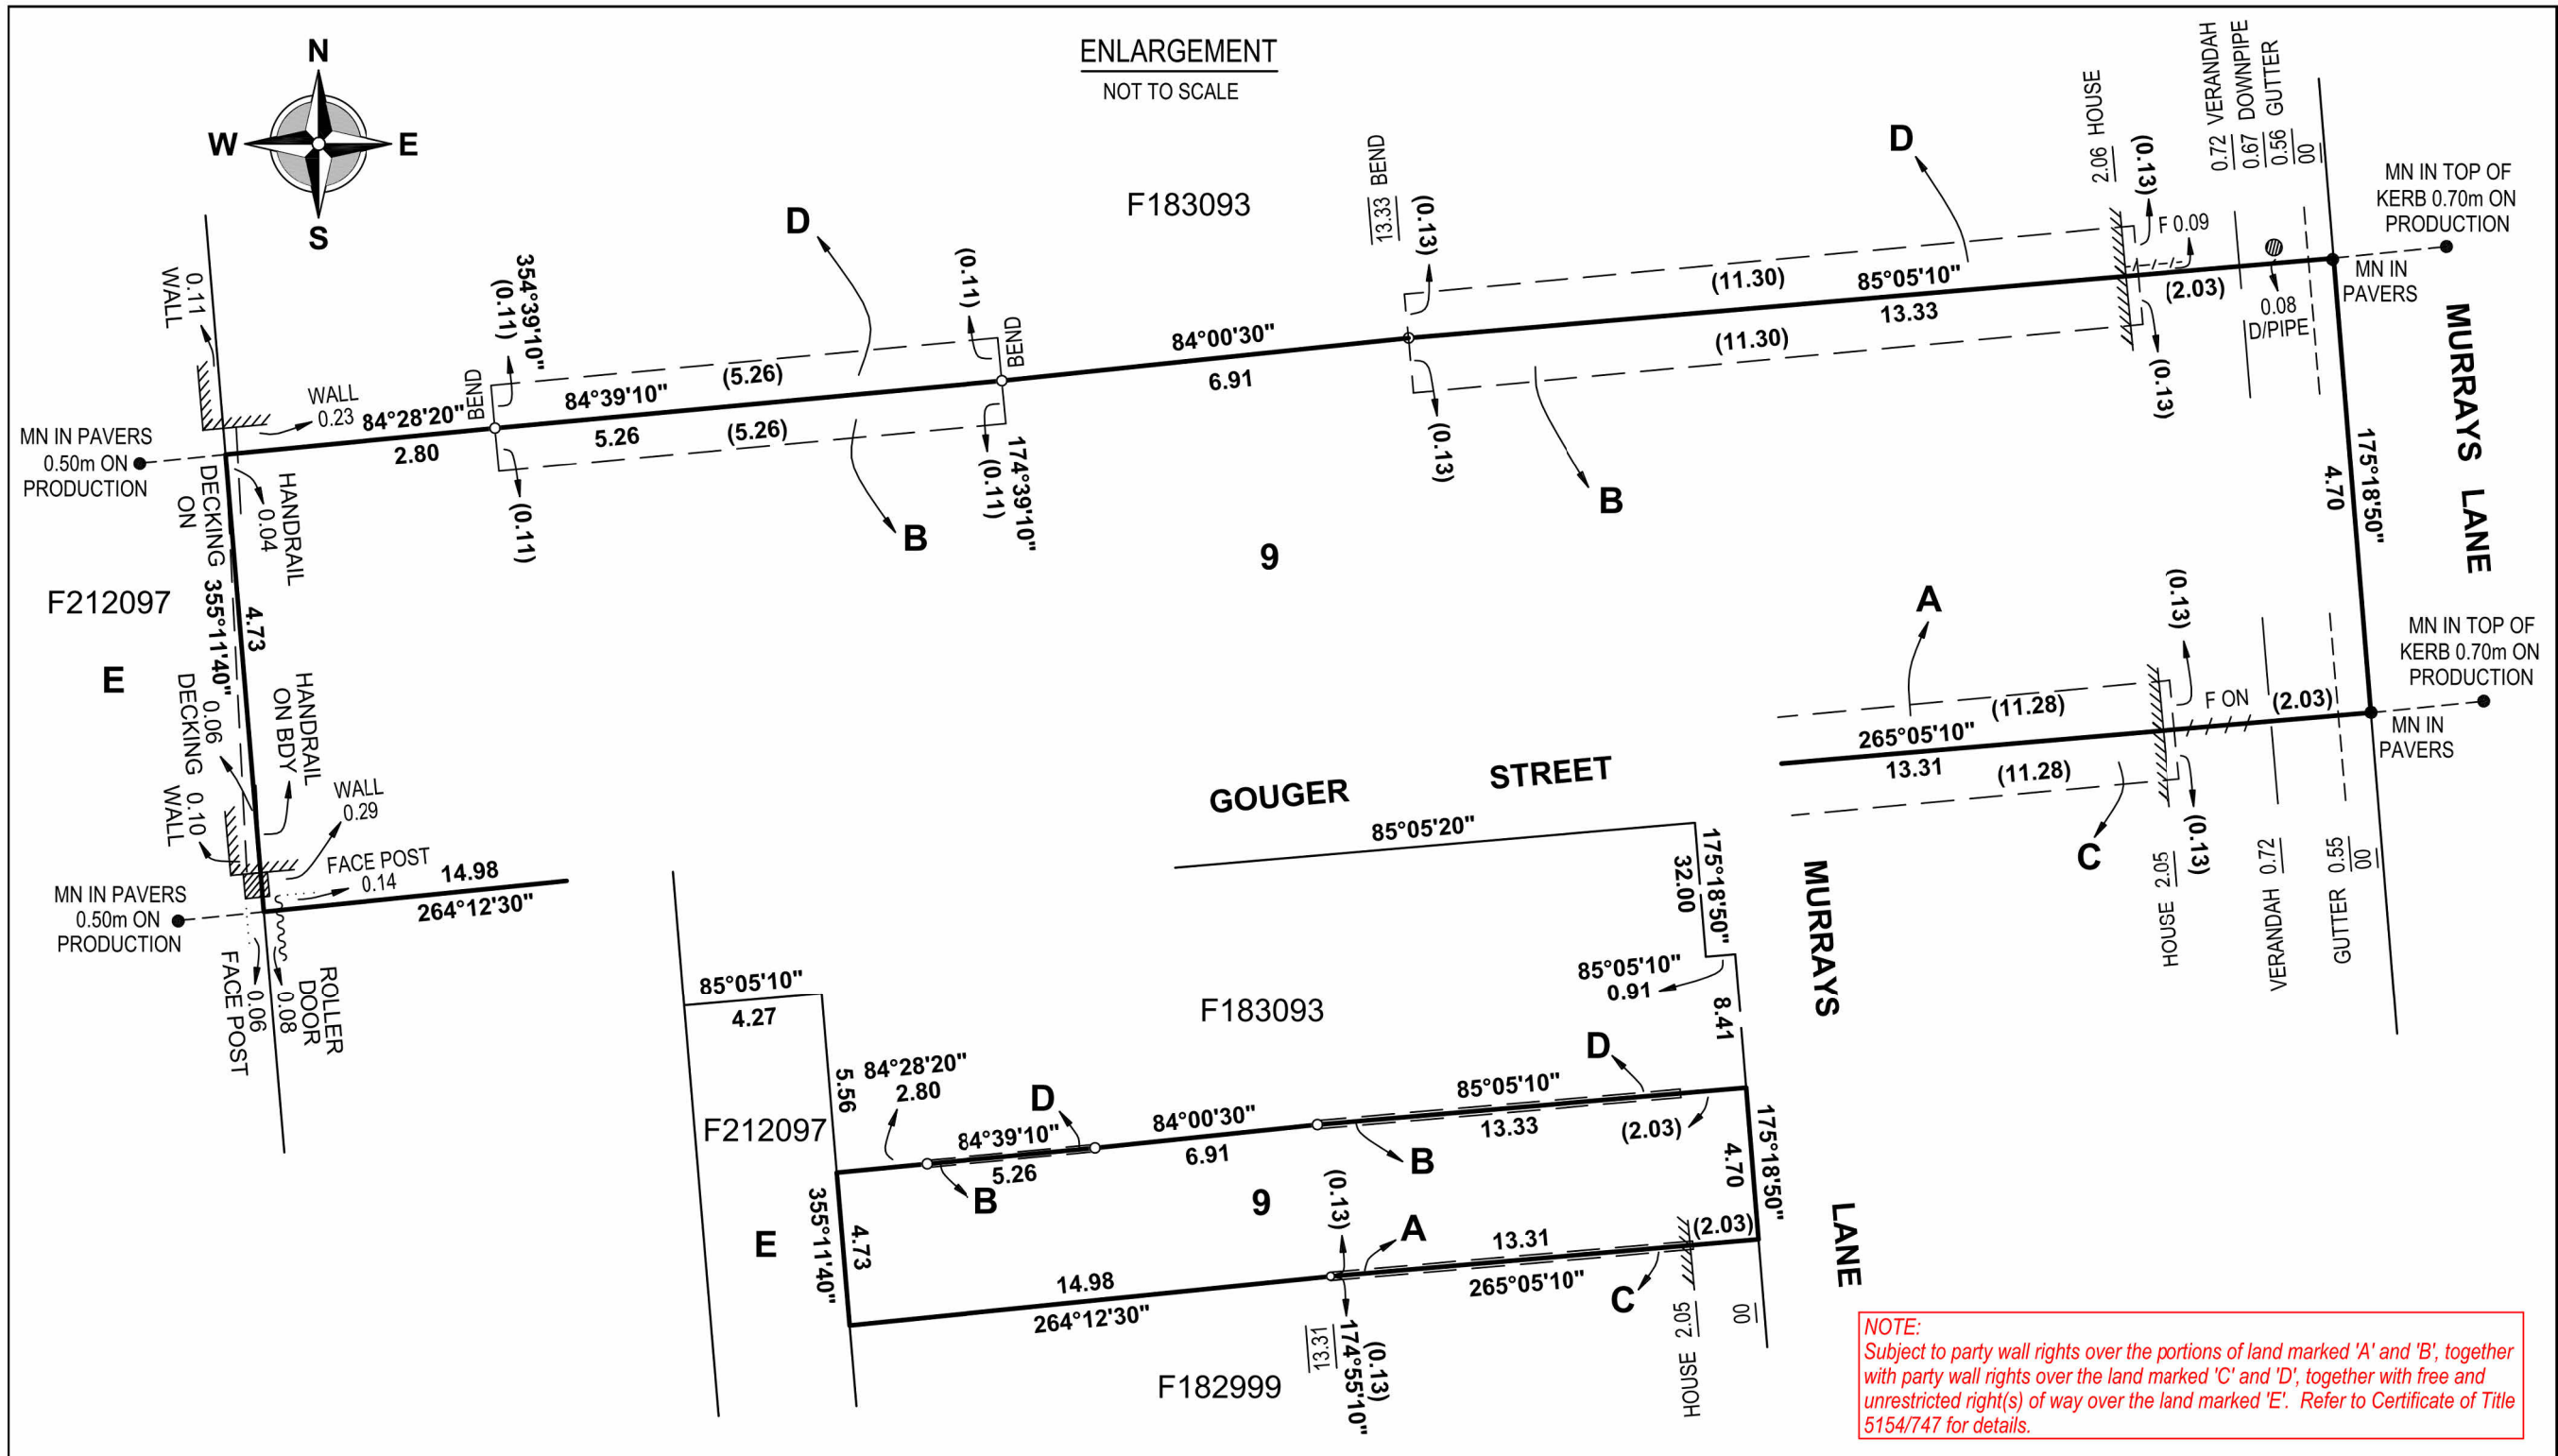 ENLARGEMENT
NOT TO SCALE
N
W
E
S
F183093
D
D
13.33 BEND
(0.13)
2.06 HOUSE
(0.13)
0.72 VERANDAH
0.67 DOWNPIPE
0.56 GUTTER
00
MN IN TOP OF
KERB 0.70m ON
PRODUCTION
F 0.09
MN IN
PAVERS
0.08
D/PIPE
(2.03)
(11.30)
85°05'10"
13.33
(11.30)
(0.13)
(0.13)
84°00'30"
6.91
BEND
(0.11)
354°39'10"
(0.11)
BEND
84°39'10"
(5.26)
5.26
(5.26)
174°39'10"
(0.11)
(0.11)
0.11
WALL
WALL
0.23
84°28'20"
2.80
MN IN PAVERS
0.50m ON
PRODUCTION
DECKING
ON
HANDRAIL
0.04
B
B
9
MURRAYS LANE
175°18'50"
4.70
F212097
E
355°11'40"
4.73
DECKING 0.06
HANDRAIL
ON BDY
WALL 0.10
WALL
0.29
FACE POST
0.14
14.98
264°12'30"
MN IN PAVERS
0.50m ON
PRODUCTION
FACE POST
0.06
ROLLER
DOOR
0.08
A
(0.13)
MN IN TOP OF
KERB 0.70m ON
PRODUCTION
(11.28)
F ON
(2.03)
MN IN
PAVERS
265°05'10"
13.31
(11.28)
(0.13)
C
HOUSE 2.05
VERANDAH 0.72
GUTTER 0.55
00
GOUGER STREET
85°05'20"
175°18'50"
32.00
MURRAYS
LANE
85°05'10"
0.91
8.41
85°05'10"
4.27
F183093
5.56
84°28'20"
2.80
F212097
D
84°39'10"
5.26
B
84°00'30"
6.91
D
85°05'10"
13.33
(2.03)
B
175°18'50"
4.70
E
355°11'40"
4.73
9
(0.13)
A
13.31
(2.03)
265°05'10"
C
14.98
264°12'30"
13.31
174°55'10"
(0.13)
HOUSE 2.05
00
F182999
NOTE:
Subject to party wall rights over the portions of land marked 'A' and 'B', together
with party wall rights over the land marked 'C' and 'D', together with free and
unrestricted right(s) of way over the land marked 'E'. Refer to Certificate of Title
5154/747 for details.